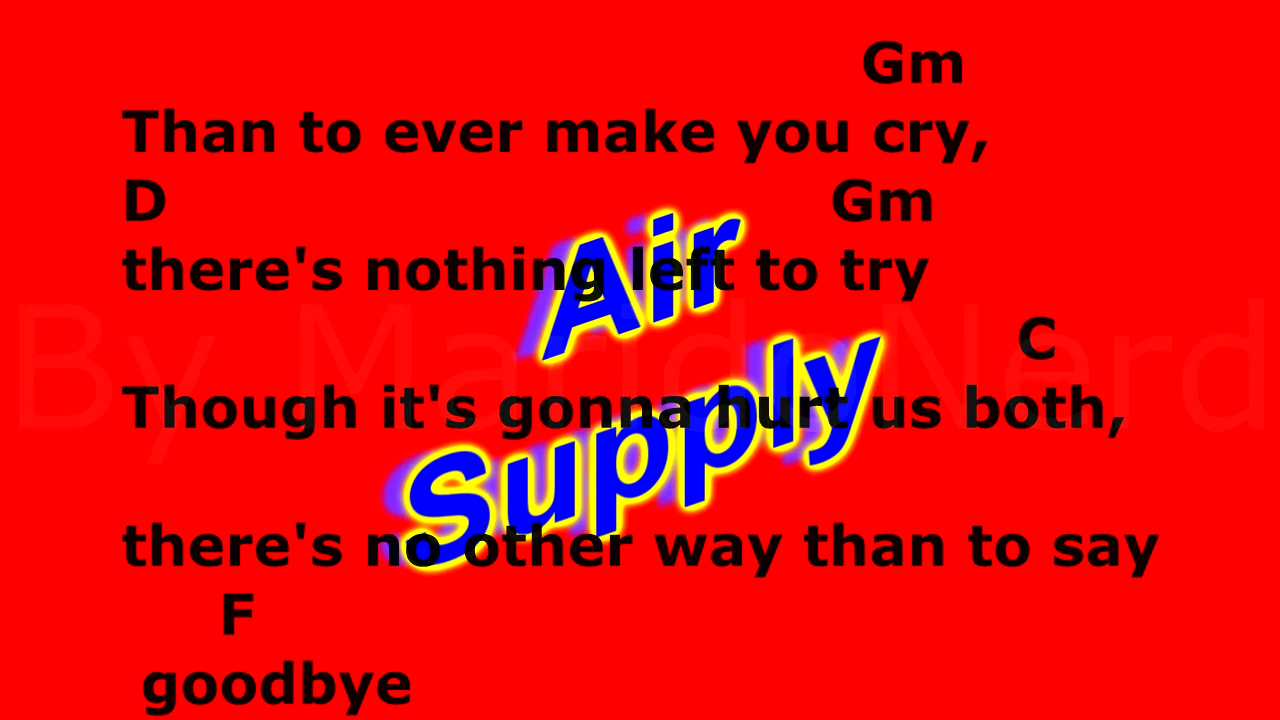 Gm
Than to ever make you cry,
D Gm
there's nothing left to try
C
Though it's gonna hurt us both,
there's no other way than to say
F
goodbye
Air
Supply
By MaridoNerd